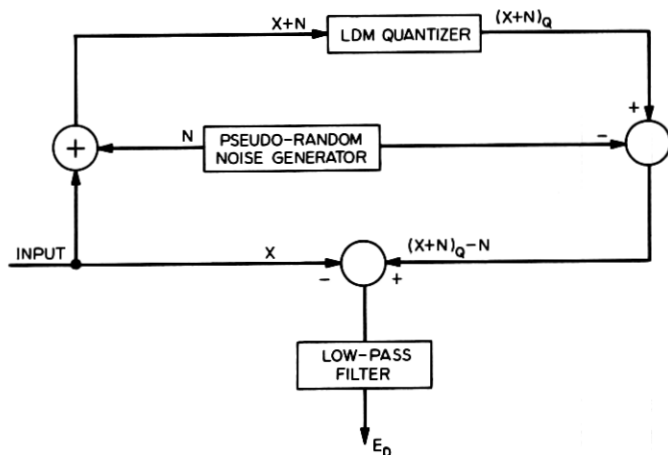 X+N
LDM QUANTIZER
(X+N)Q
+
N
PSEUDO-RANDOM
NOISE GENERATOR
-
+
INPUT
X
(X+N)Q-N
-
+
LOW-PASS
FILTER
ED